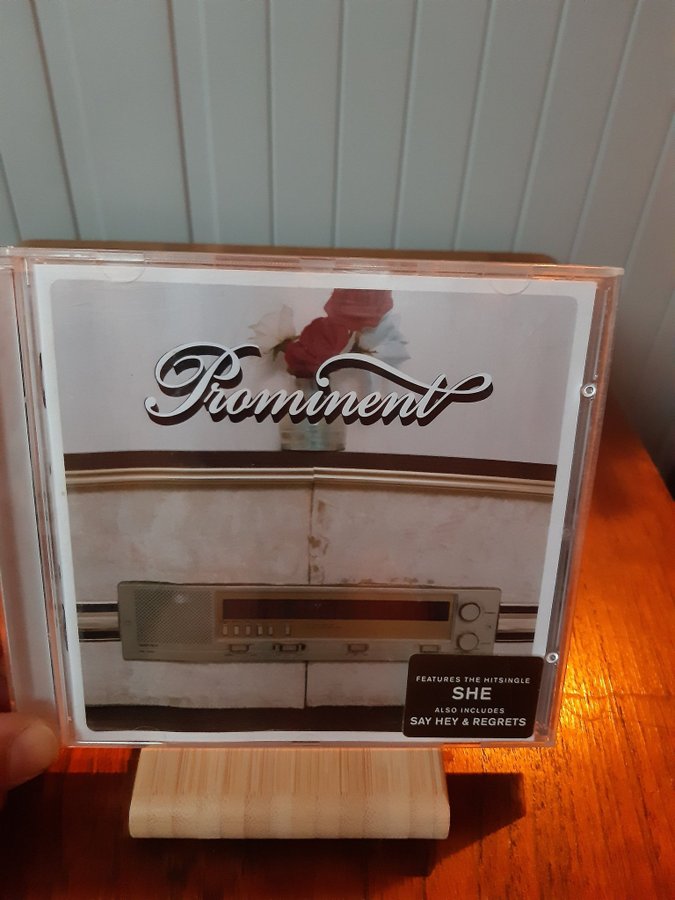 Prominent
FEATURES THE HITSINGLE
SHE
ALSO INCLUDES
SAY HEY & REGRETS